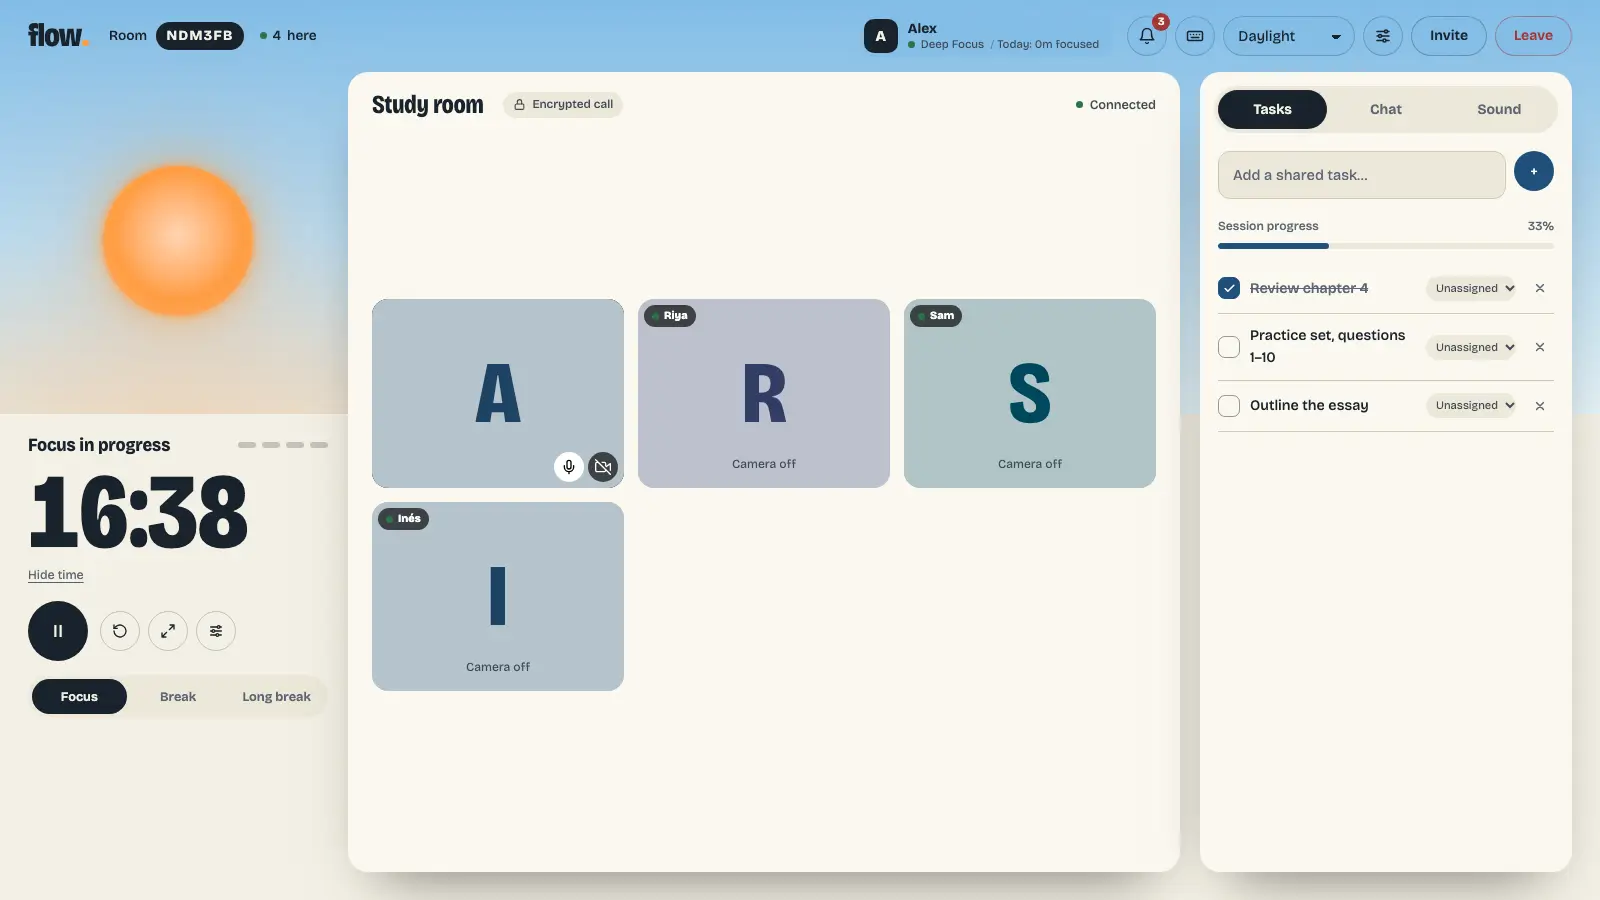 flow.
Room NDM3FB 4 here
A
Alex
Deep Focus / Today: 0m focused
3
Daylight
Invite
Leave
Focus in progress
16:38
Hide time
Focus
Break
Long break
Study room
Encrypted call
Connected
A
Riya
R
Camera off
Sam
S
Camera off
Inés
I
Camera off
Tasks
Chat
Sound
Add a shared task...
+
Session progress
33%
Review chapter 4
Unassigned
Practice set, questions
1–10
Unassigned
Outline the essay
Unassigned